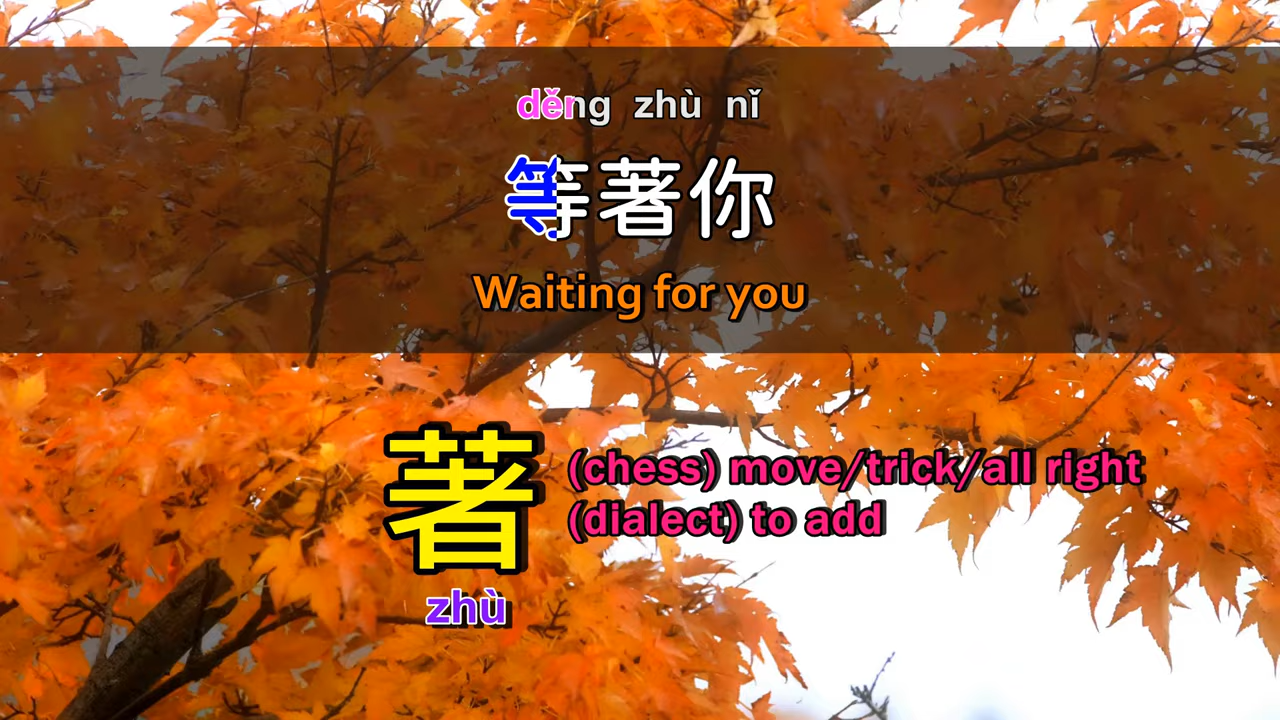 děng zhù nǐ
等著你
Waiting for you
著
zhù
(chess) move/trick/all right
(dialect) to add